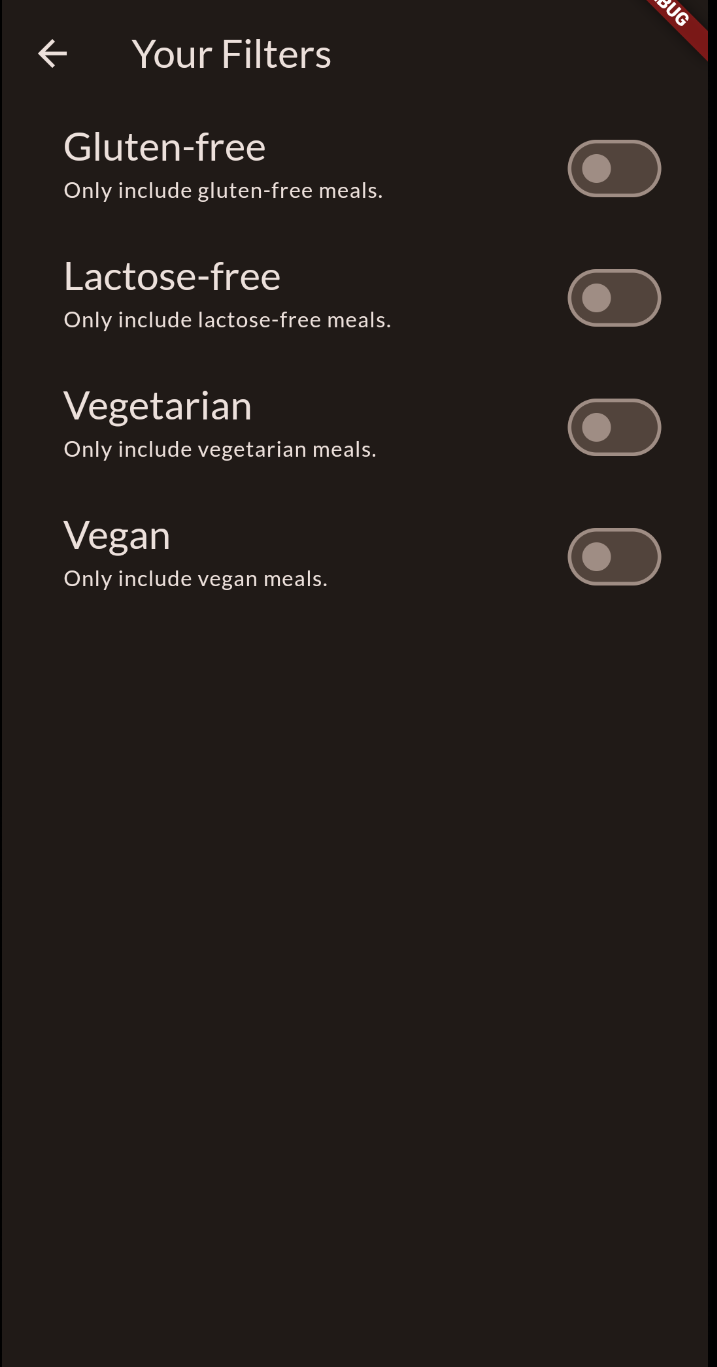 Your Filters
Gluten-free
Only include gluten-free meals.
Lactose-free
Only include lactose-free meals.
Vegetarian
Only include vegetarian meals.
Vegan
Only include vegan meals.